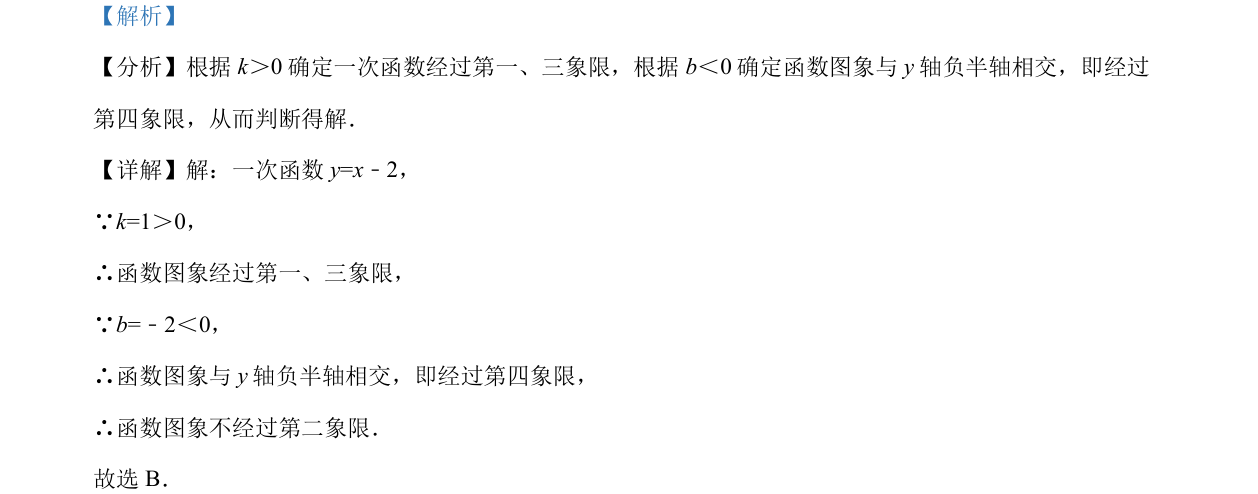 【解析】
【分析】根据 k＞0 确定一次函数经过第一、三象限，根据 b＜0 确定函数图象与 y 轴负半轴相交，即经过
第四象限，从而判断得解．
【详解】解：一次函数 y=x﹣2，
∵k=1＞0，
∴函数图象经过第一、三象限，
∵b=﹣2＜0，
∴函数图象与 y 轴负半轴相交，即经过第四象限，
∴函数图象不经过第二象限．
故选 B．